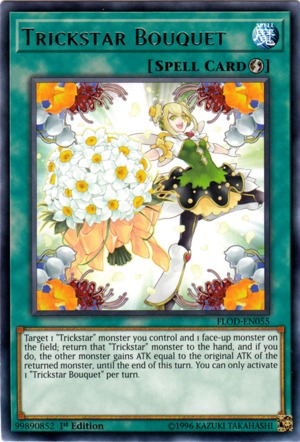 Trickstar Bouquet
SPELL
魔
[Spell Card]
FLOD-EN055
Target 1 "Trickstar" monster you control and 1 face-up monster on
the field; return that "Trickstar" monster to the hand, and if you
do, the other monster gains ATK equal to the original ATK of the
returned monster, until the end of this turn. You can only activate
1 "Trickstar Bouquet" per turn.
99890852 1st Edition ©1996 KAZUKI TAKAHASHI